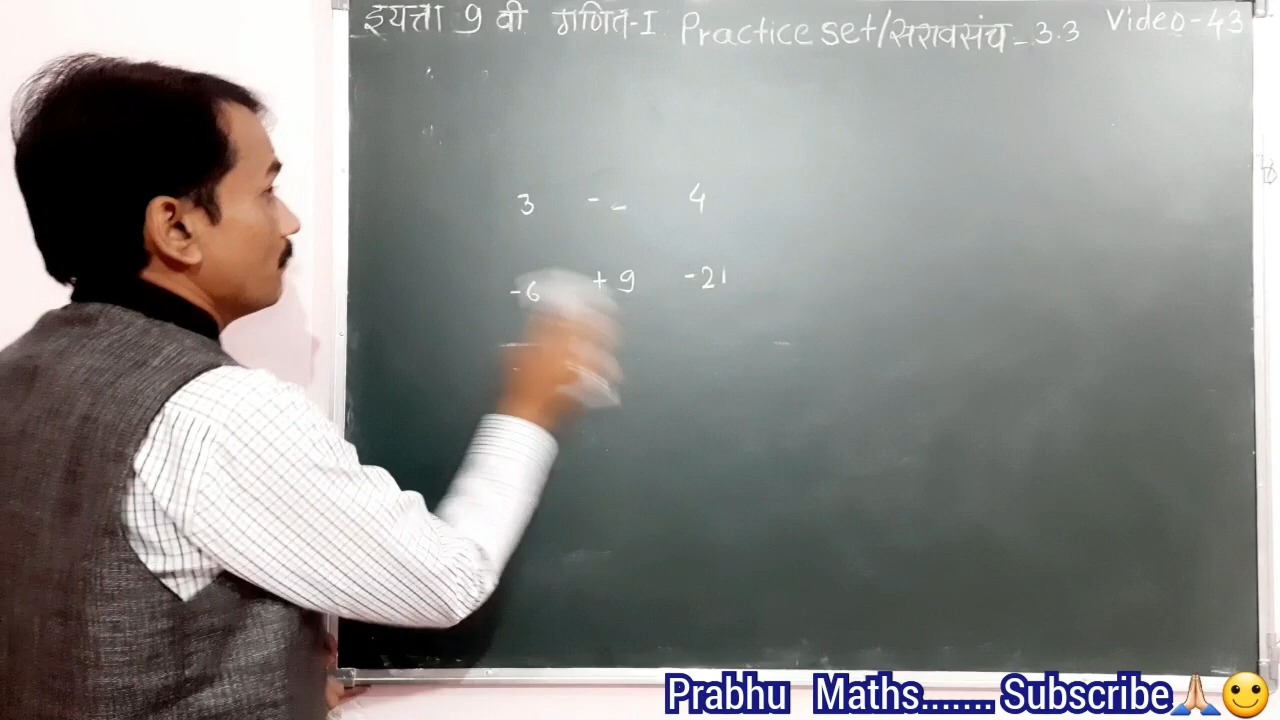 इयत्ता 9 वी गणित-I Practice set/सरावसंच - 3.3 Video-43
3 - - 4
-6 + 9 -21
Prabhu Maths....... Subscribe🙏🏻🙂